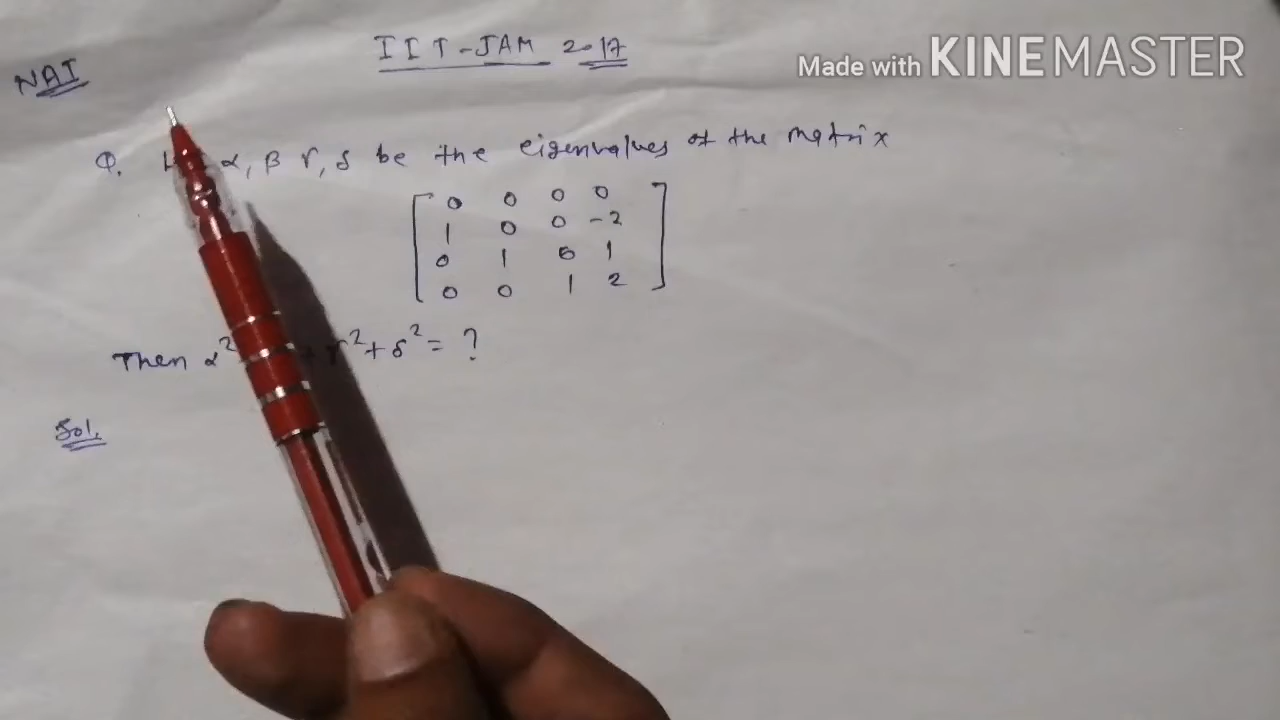 IIT-JAM 2017
Made with KINEMASTER
NAI
Q. α, β γ, δ be the eigenvalues of the matrix
0 0 0 0
1 0 0 -2
0 1 0 1
0 0 1 2
Then α² + γ² + δ² = ?
Sol.